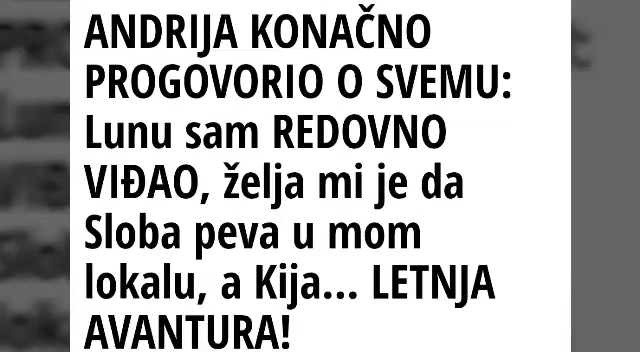 ANDRIJA KONAČNO
PROGOVORIO O SVEMU:
Lunu sam REDOVNO
VIĐAO, želja mi je da
Sloba peva u mom
lokalu, a Kija... LETNJA
AVANTURA!